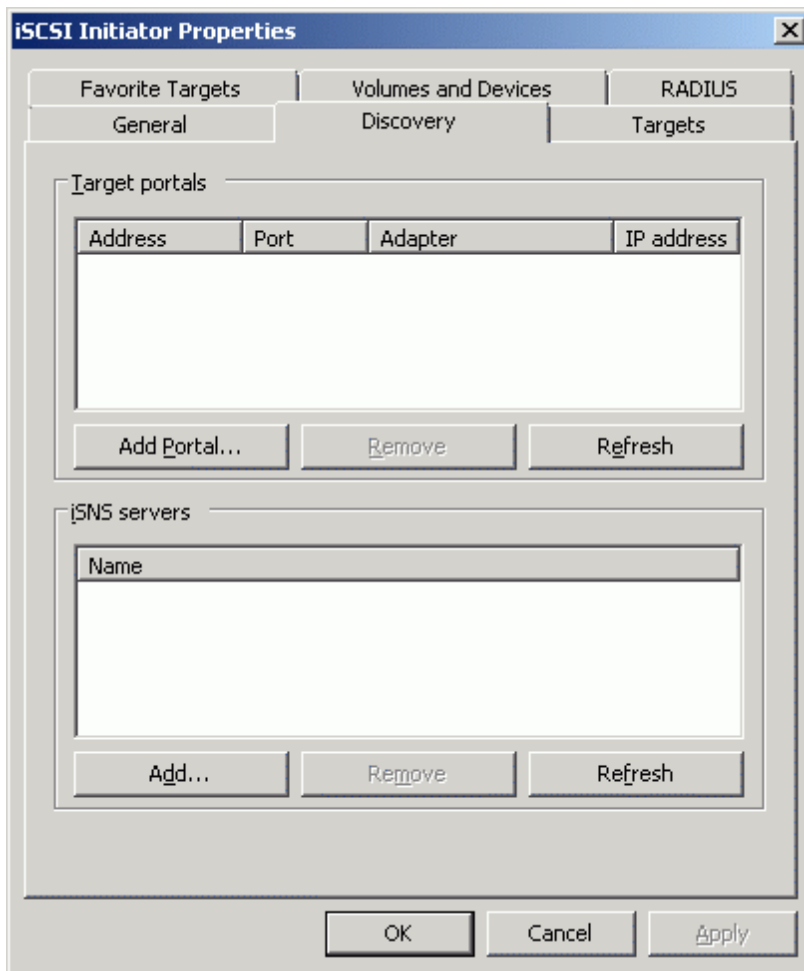 iSCSI Initiator Properties
Favorite Targets Volumes and Devices RADIUS
General Discovery Targets
Target portals
Address Port Adapter IP address
Add Portal... Remove Refresh
iSNS servers
Name
Add... Remove Refresh
OK Cancel Apply